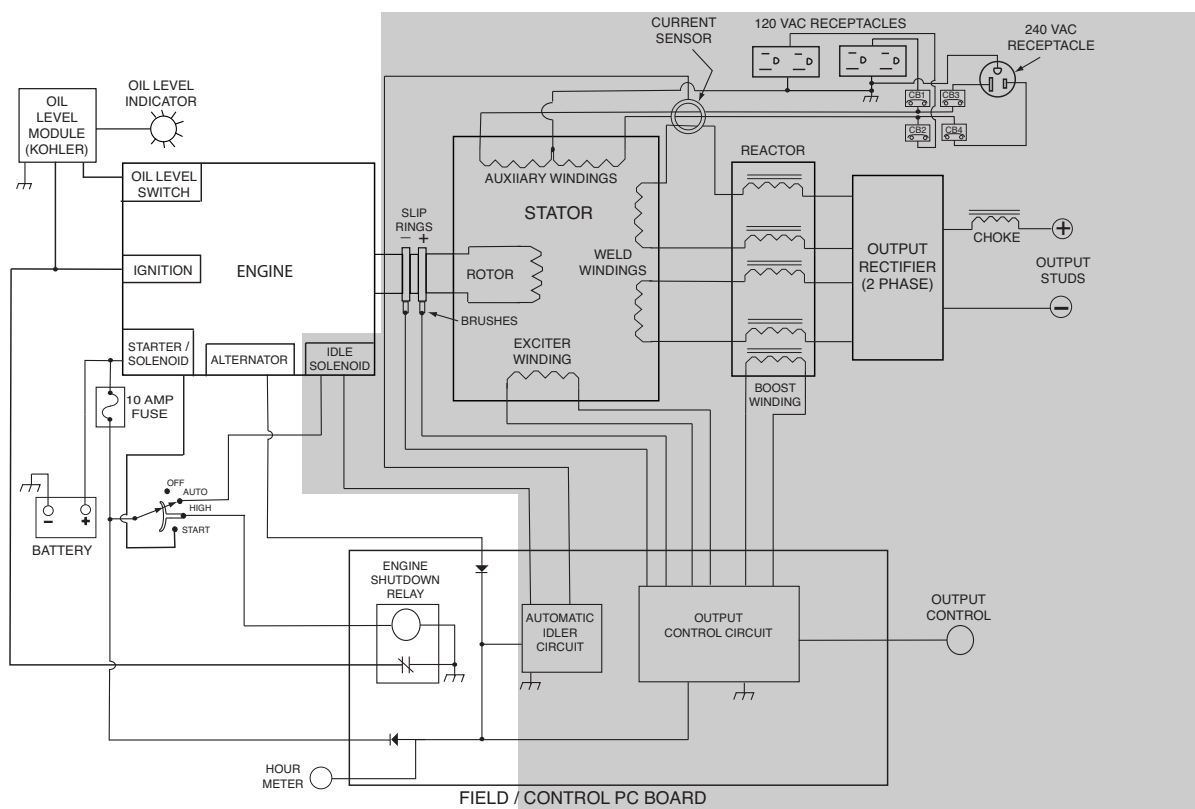 CURRENT
SENSOR
120 VAC RECEPTACLES
240 VAC
RECEPTACLE
OIL
LEVEL
MODULE
(KOHLER)
OIL LEVEL
INDICATOR
CB1
CB3
CB2
CB4
OIL LEVEL
SWITCH
AUXIIARY WINDINGS
REACTOR
STATOR
SLIP
RINGS
– +
IGNITION
ENGINE
ROTOR
WELD
WINDINGS
OUTPUT
RECTIFIER
(2 PHASE)
CHOKE
+
OUTPUT
STUDS
–
BRUSHES
STARTER /
SOLENOID
ALTERNATOR
IDLE
SOLENOID
EXCITER
WINDING
BOOST
WINDING
10 AMP
FUSE
OFF
AUTO
HIGH
START
– +
BATTERY
ENGINE
SHUTDOWN
RELAY
AUTOMATIC
IDLER
CIRCUIT
OUTPUT
CONTROL CIRCUIT
OUTPUT
CONTROL
HOUR
METER
FIELD / CONTROL PC BOARD